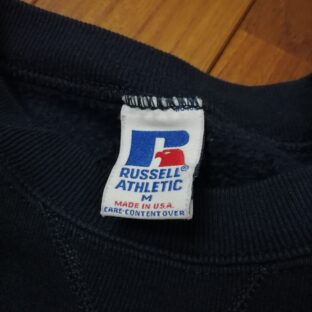 RUSSELL
ATHLETIC
M
MADE IN U.S.A.
CARE·CONTENT OVER